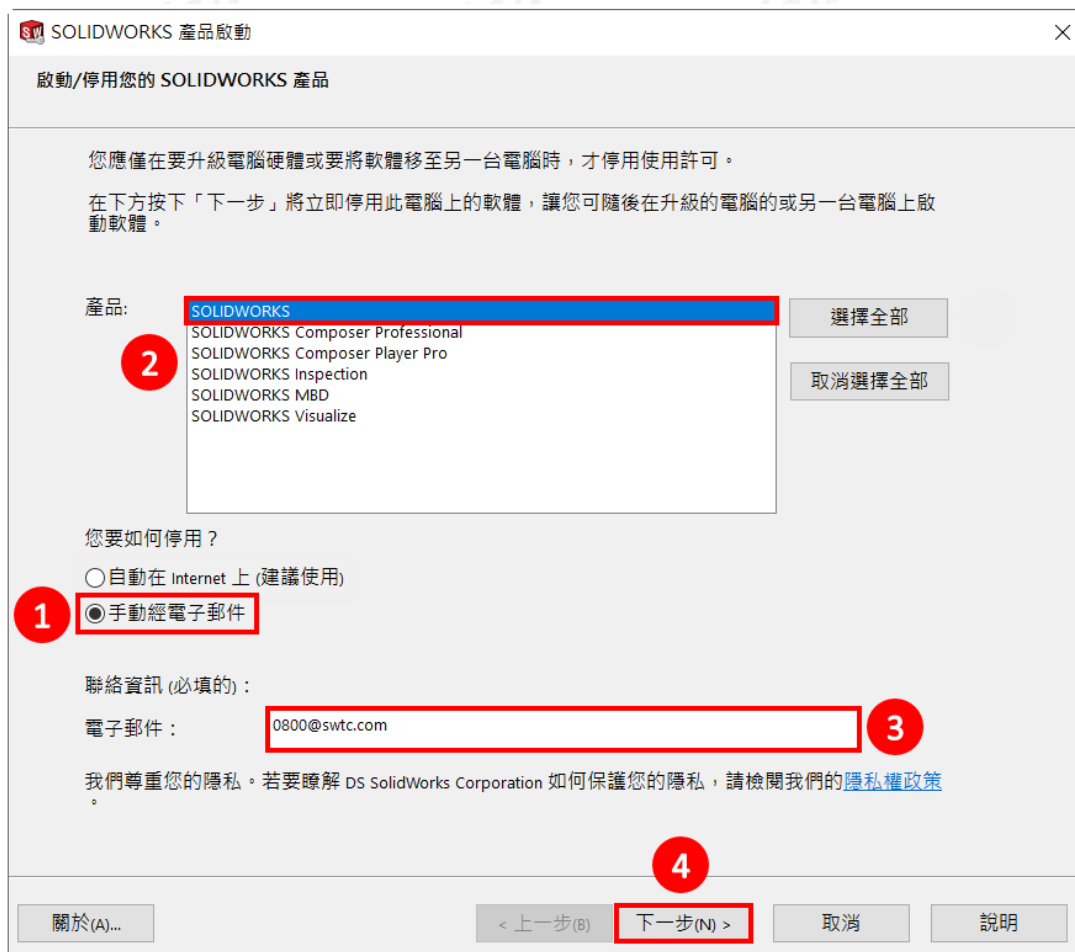 SOLIDWORKS 產品啟動
啟動/停用您的 SOLIDWORKS 產品
您應僅在要升級電腦硬體或要將軟體移至另一台電腦時，才停用使用許可。
在下方按下「下一步」將立即停用此電腦上的軟體，讓您可隨後在升級的電腦的或另一台電腦上啟
動軟體。
產品:
SOLIDWORKS
選擇全部
SOLIDWORKS Composer Professional
2
SOLIDWORKS Composer Player Pro
SOLIDWORKS Inspection
取消選擇全部
SOLIDWORKS MBD
SOLIDWORKS Visualize
您要如何停用？
自動在 Internet 上 (建議使用)
1
手動經電子郵件
聯絡資訊 (必填的)：
電子郵件：
0800@swtc.com
3
我們尊重您的隱私。若要瞭解 DS SolidWorks Corporation 如何保護您的隱私，請檢閱我們的隱私權政策
。
4
關於(A)...
< 上一步(B)
下一步(N) >
取消
說明